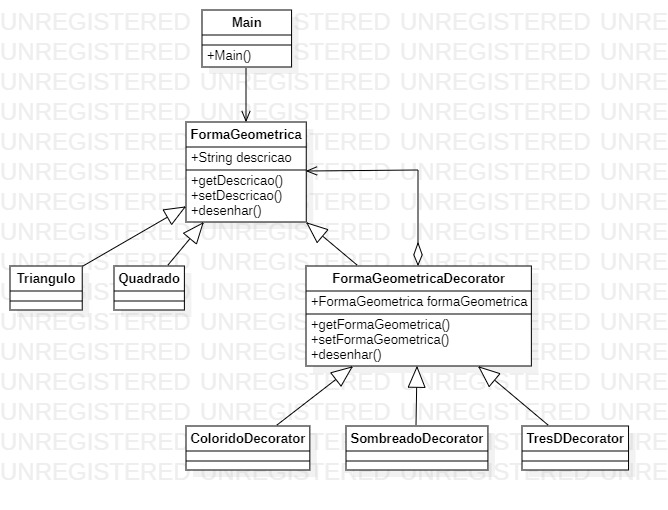 Main
+Main()
FormaGeometrica
+String descricao
+getDescricao()
+setDescricao()
+desenhar()
Triangulo
Quadrado
FormaGeometricaDecorator
+FormaGeometrica formaGeometrica
+getFormaGeometrica()
+setFormaGeometrica()
+desenhar()
ColoridoDecorator
SombreadoDecorator
TresDDecorator
UNREGISTERED UNREGISTERED UNREGISTERED UNREGISTERED